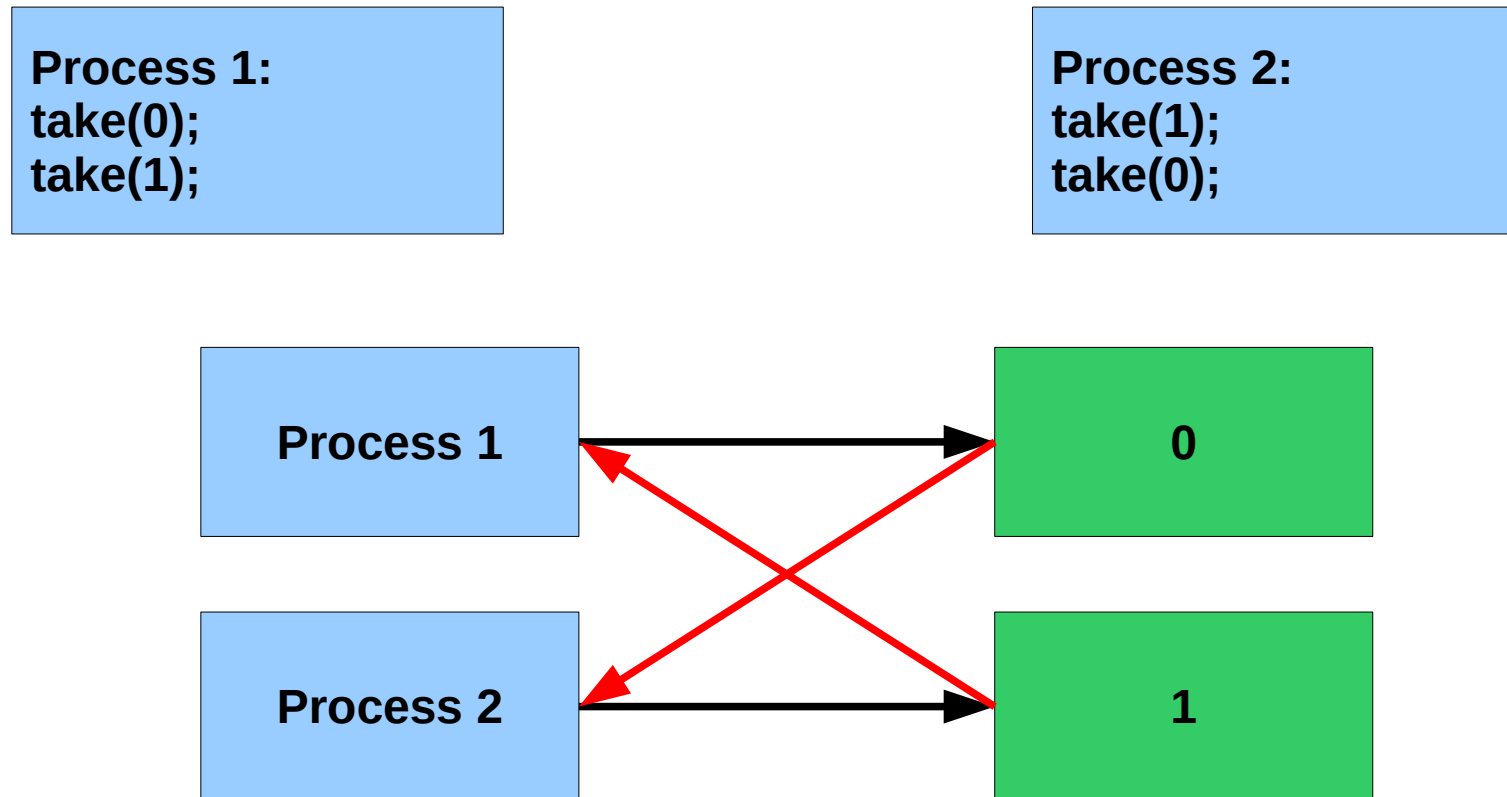 Process 1:
take(0);
take(1);
Process 2:
take(1);
take(0);
Process 1
0
Process 2
1